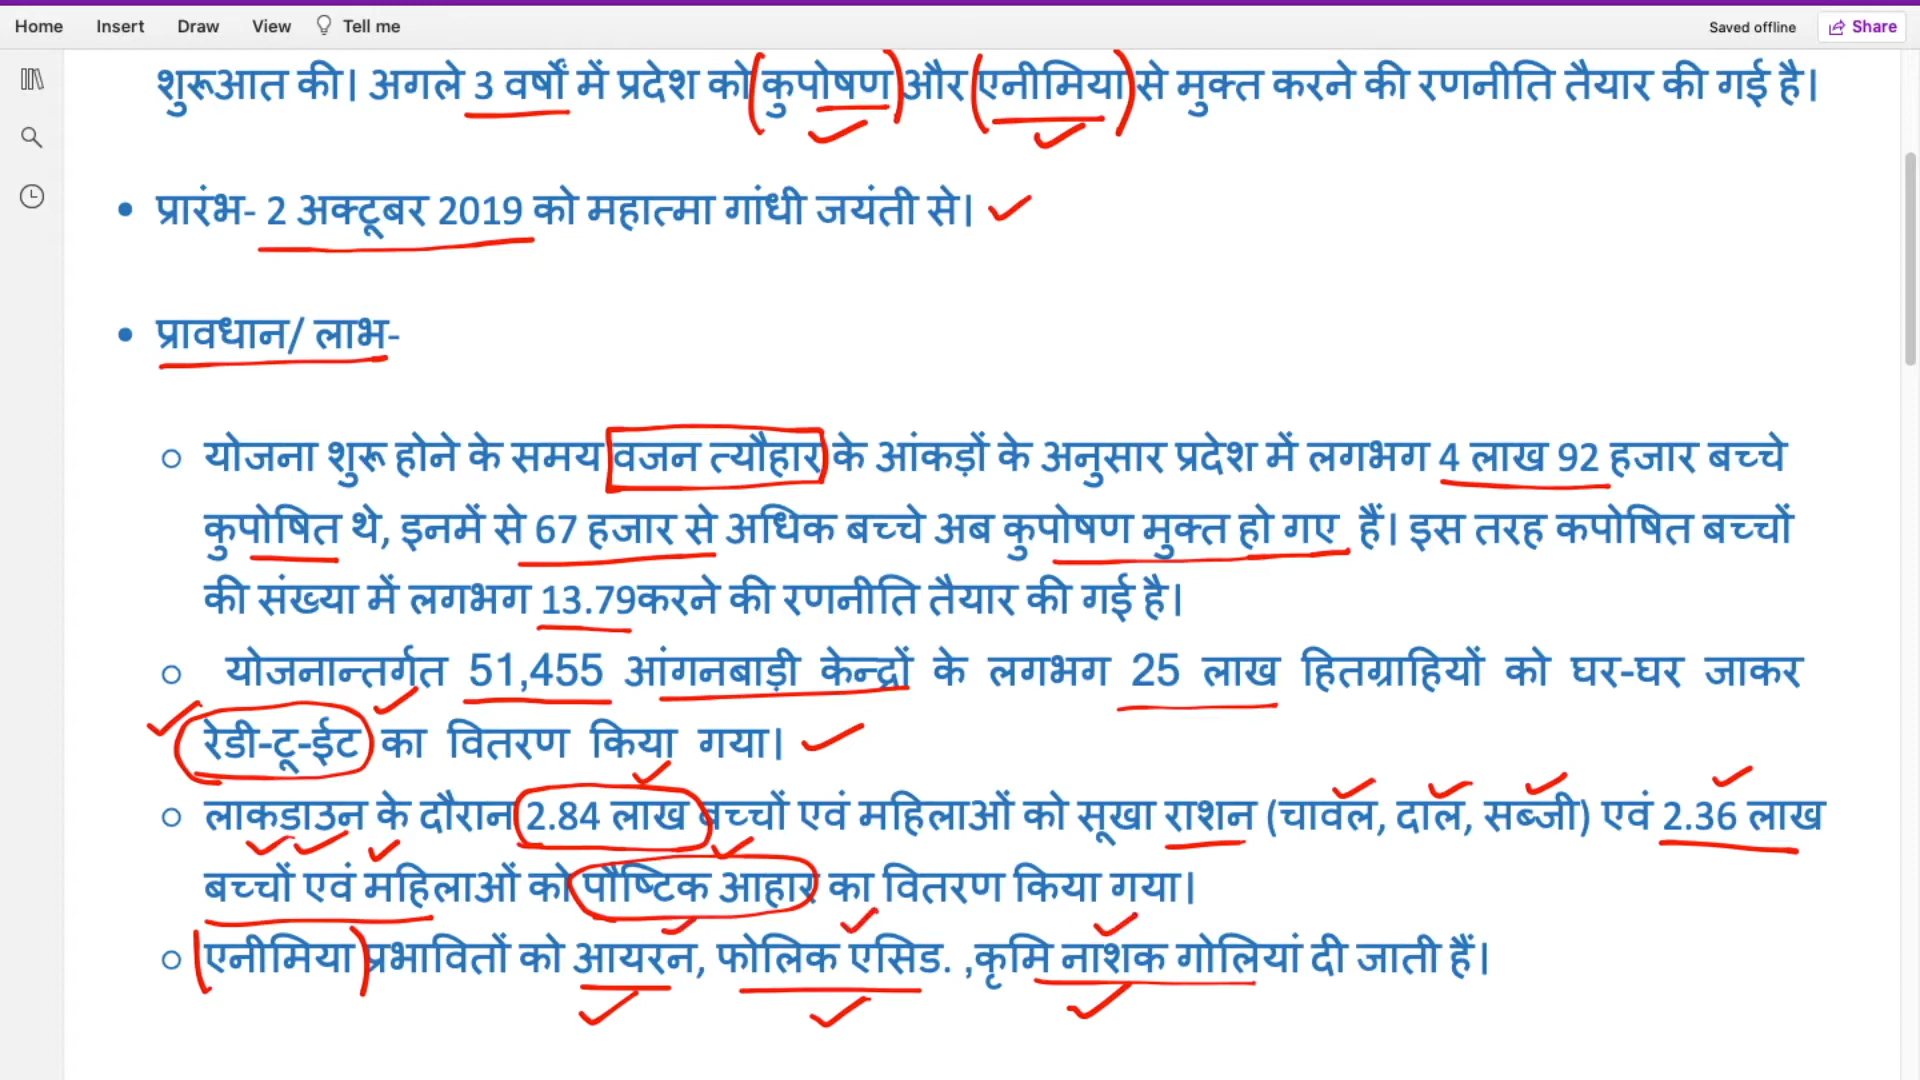 Home Insert Draw View Tell me Saved offline Share
शुरूआत की। अगले 3 वर्षों में प्रदेश को कुपोषण और एनीमिया से मुक्त करने की रणनीति तैयार की गई है।
• प्रारंभ- 2 अक्टूबर 2019 को महात्मा गांधी जयंती से।
• प्रावधान/ लाभ-
○ योजना शुरू होने के समय वजन त्यौहार के आंकड़ों के अनुसार प्रदेश में लगभग 4 लाख 92 हजार बच्चे
कुपोषित थे, इनमें से 67 हजार से अधिक बच्चे अब कुपोषण मुक्त हो गए हैं। इस तरह कपोषित बच्चों
की संख्या में लगभग 13.79करने की रणनीति तैयार की गई है।
○ योजनान्तर्गत 51,455 आंगनबाड़ी केन्द्रों के लगभग 25 लाख हितग्राहियों को घर-घर जाकर
रेडी-टू-ईट का वितरण किया गया।
○ लाकडाउन के दौरान 2.84 लाख बच्चों एवं महिलाओं को सूखा राशन (चावल, दाल, सब्जी) एवं 2.36 लाख
बच्चों एवं महिलाओं को पौष्टिक आहार का वितरण किया गया।
○ एनीमिया प्रभावितों को आयरन, फोलिक एसिड. ,कृमि नाशक गोलियां दी जाती हैं।